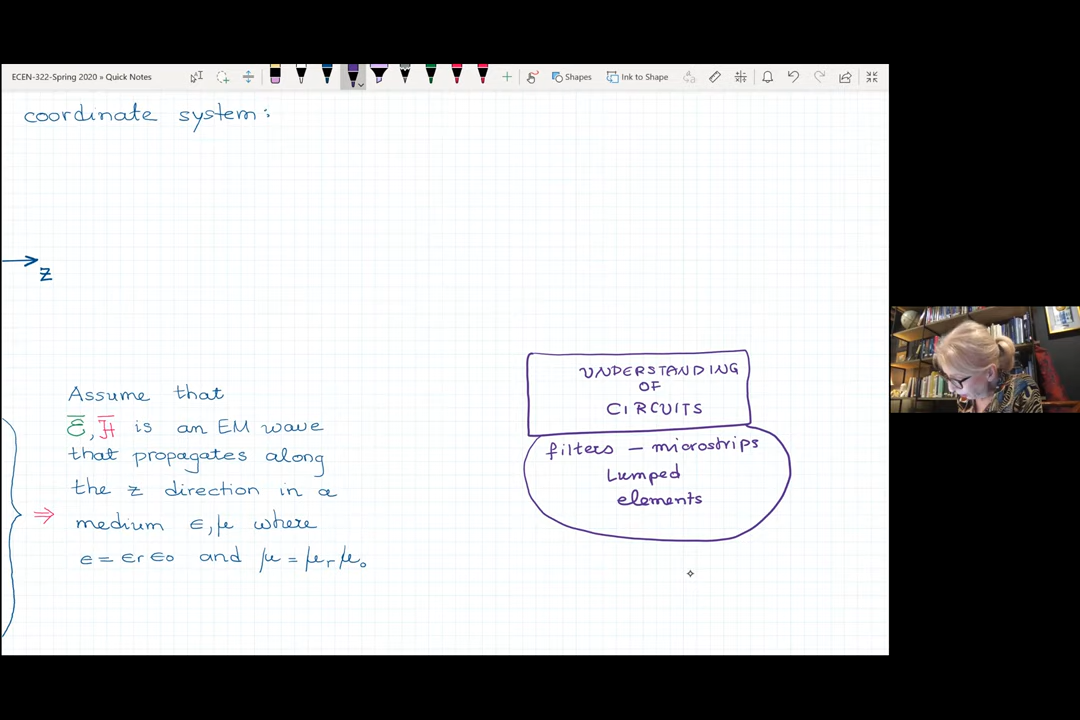 ECEN-322-Spring 2020 » Quick Notes
Shapes
Ink to Shape
coordinate system:
z
Assume that
Ē, H̄ is an EM wave
that propagates along
the z direction in a
medium ϵ, μ where
ϵ = ϵr ϵ0 and μ = μr μ0
UNDERSTANDING
OF
CIRCUITS
filters — microstrips
Lumped
elements